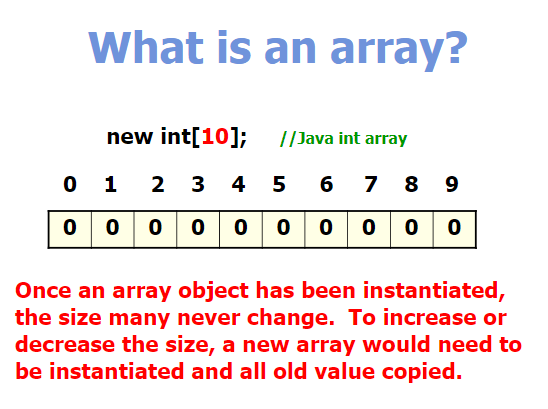 What is an array?
new int[10]; //Java int array
0 1 2 3 4 5 6 7 8 9
0 0 0 0 0 0 0 0 0 0
Once an array object has been instantiated,
the size many never change. To increase or
decrease the size, a new array would need to
be instantiated and all old value copied.